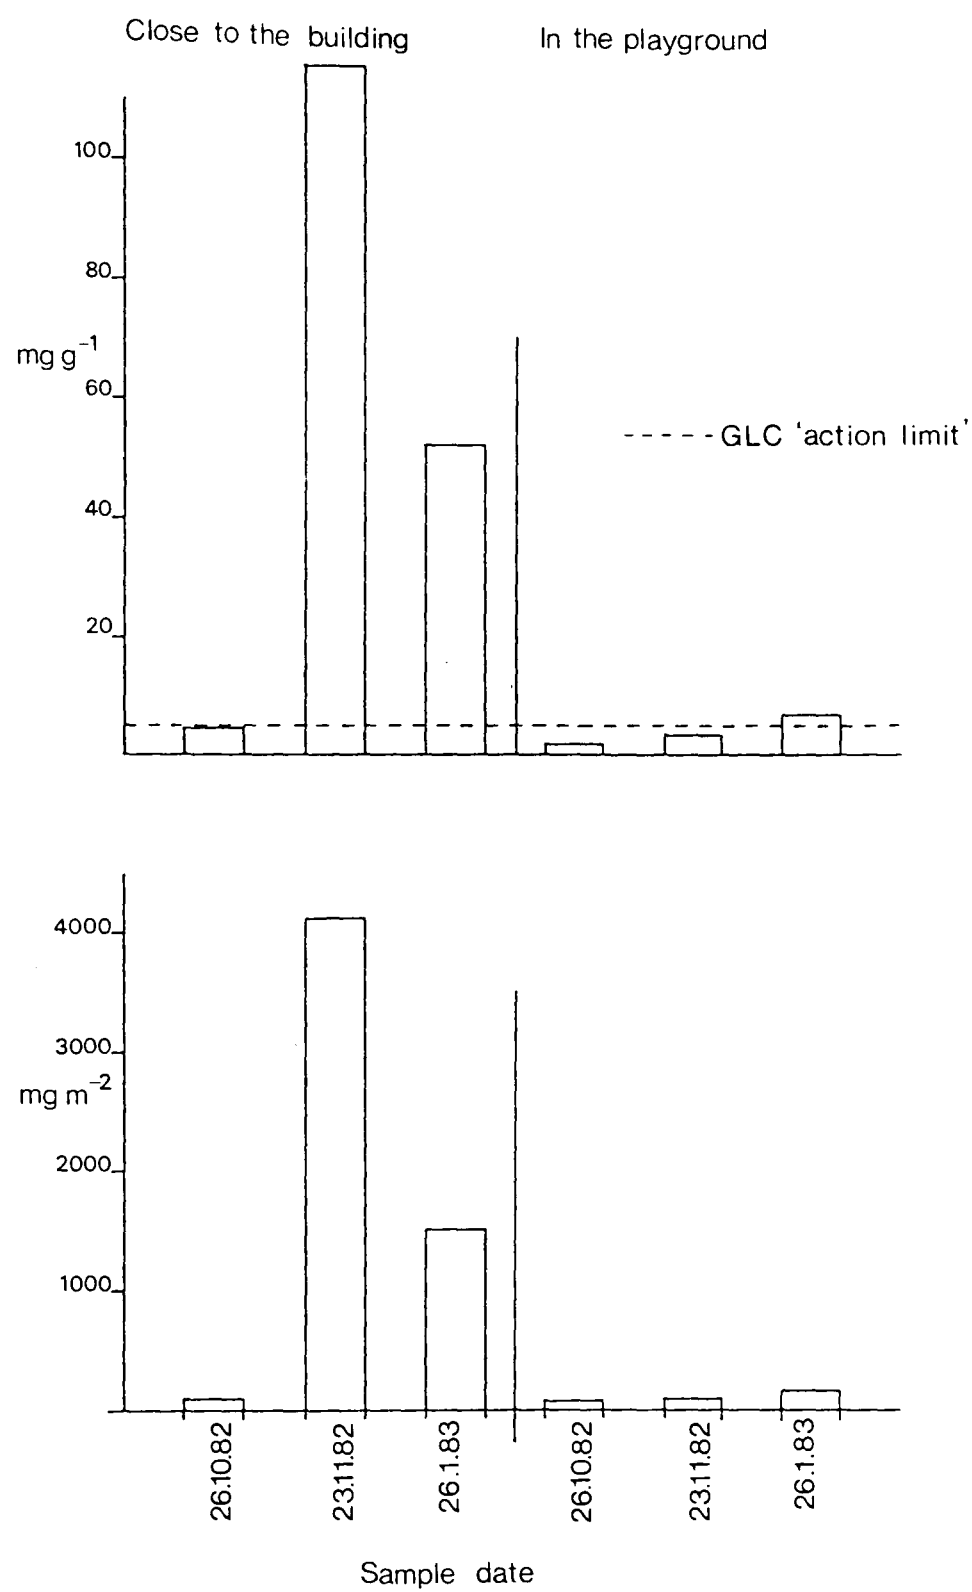 Close to the building
In the playground
100
80
mg g⁻¹
60
GLC 'action limit'
40
20
4000
3000
mg m⁻²
2000
1000
26.10.82
23.11.82
26.1.83
26.10.82
23.11.82
26.1.83
Sample date